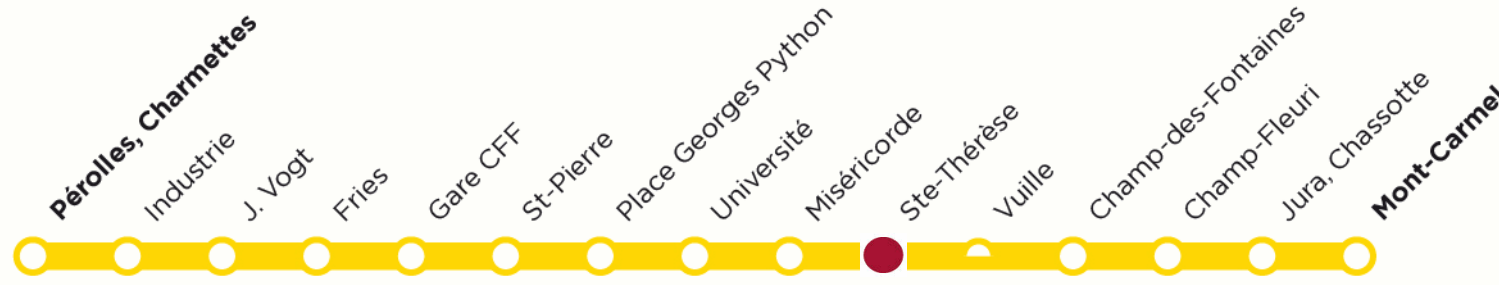 Pérolles, Charmettes
Industrie
J. Vogt
Fries
Gare CFF
St-Pierre
Place Georges Python
Université
Miséricorde
Ste-Thérèse
Vuille
Champ-des-Fontaines
Champ-Fleuri
Jura, Chassotte
Mont-Carmel